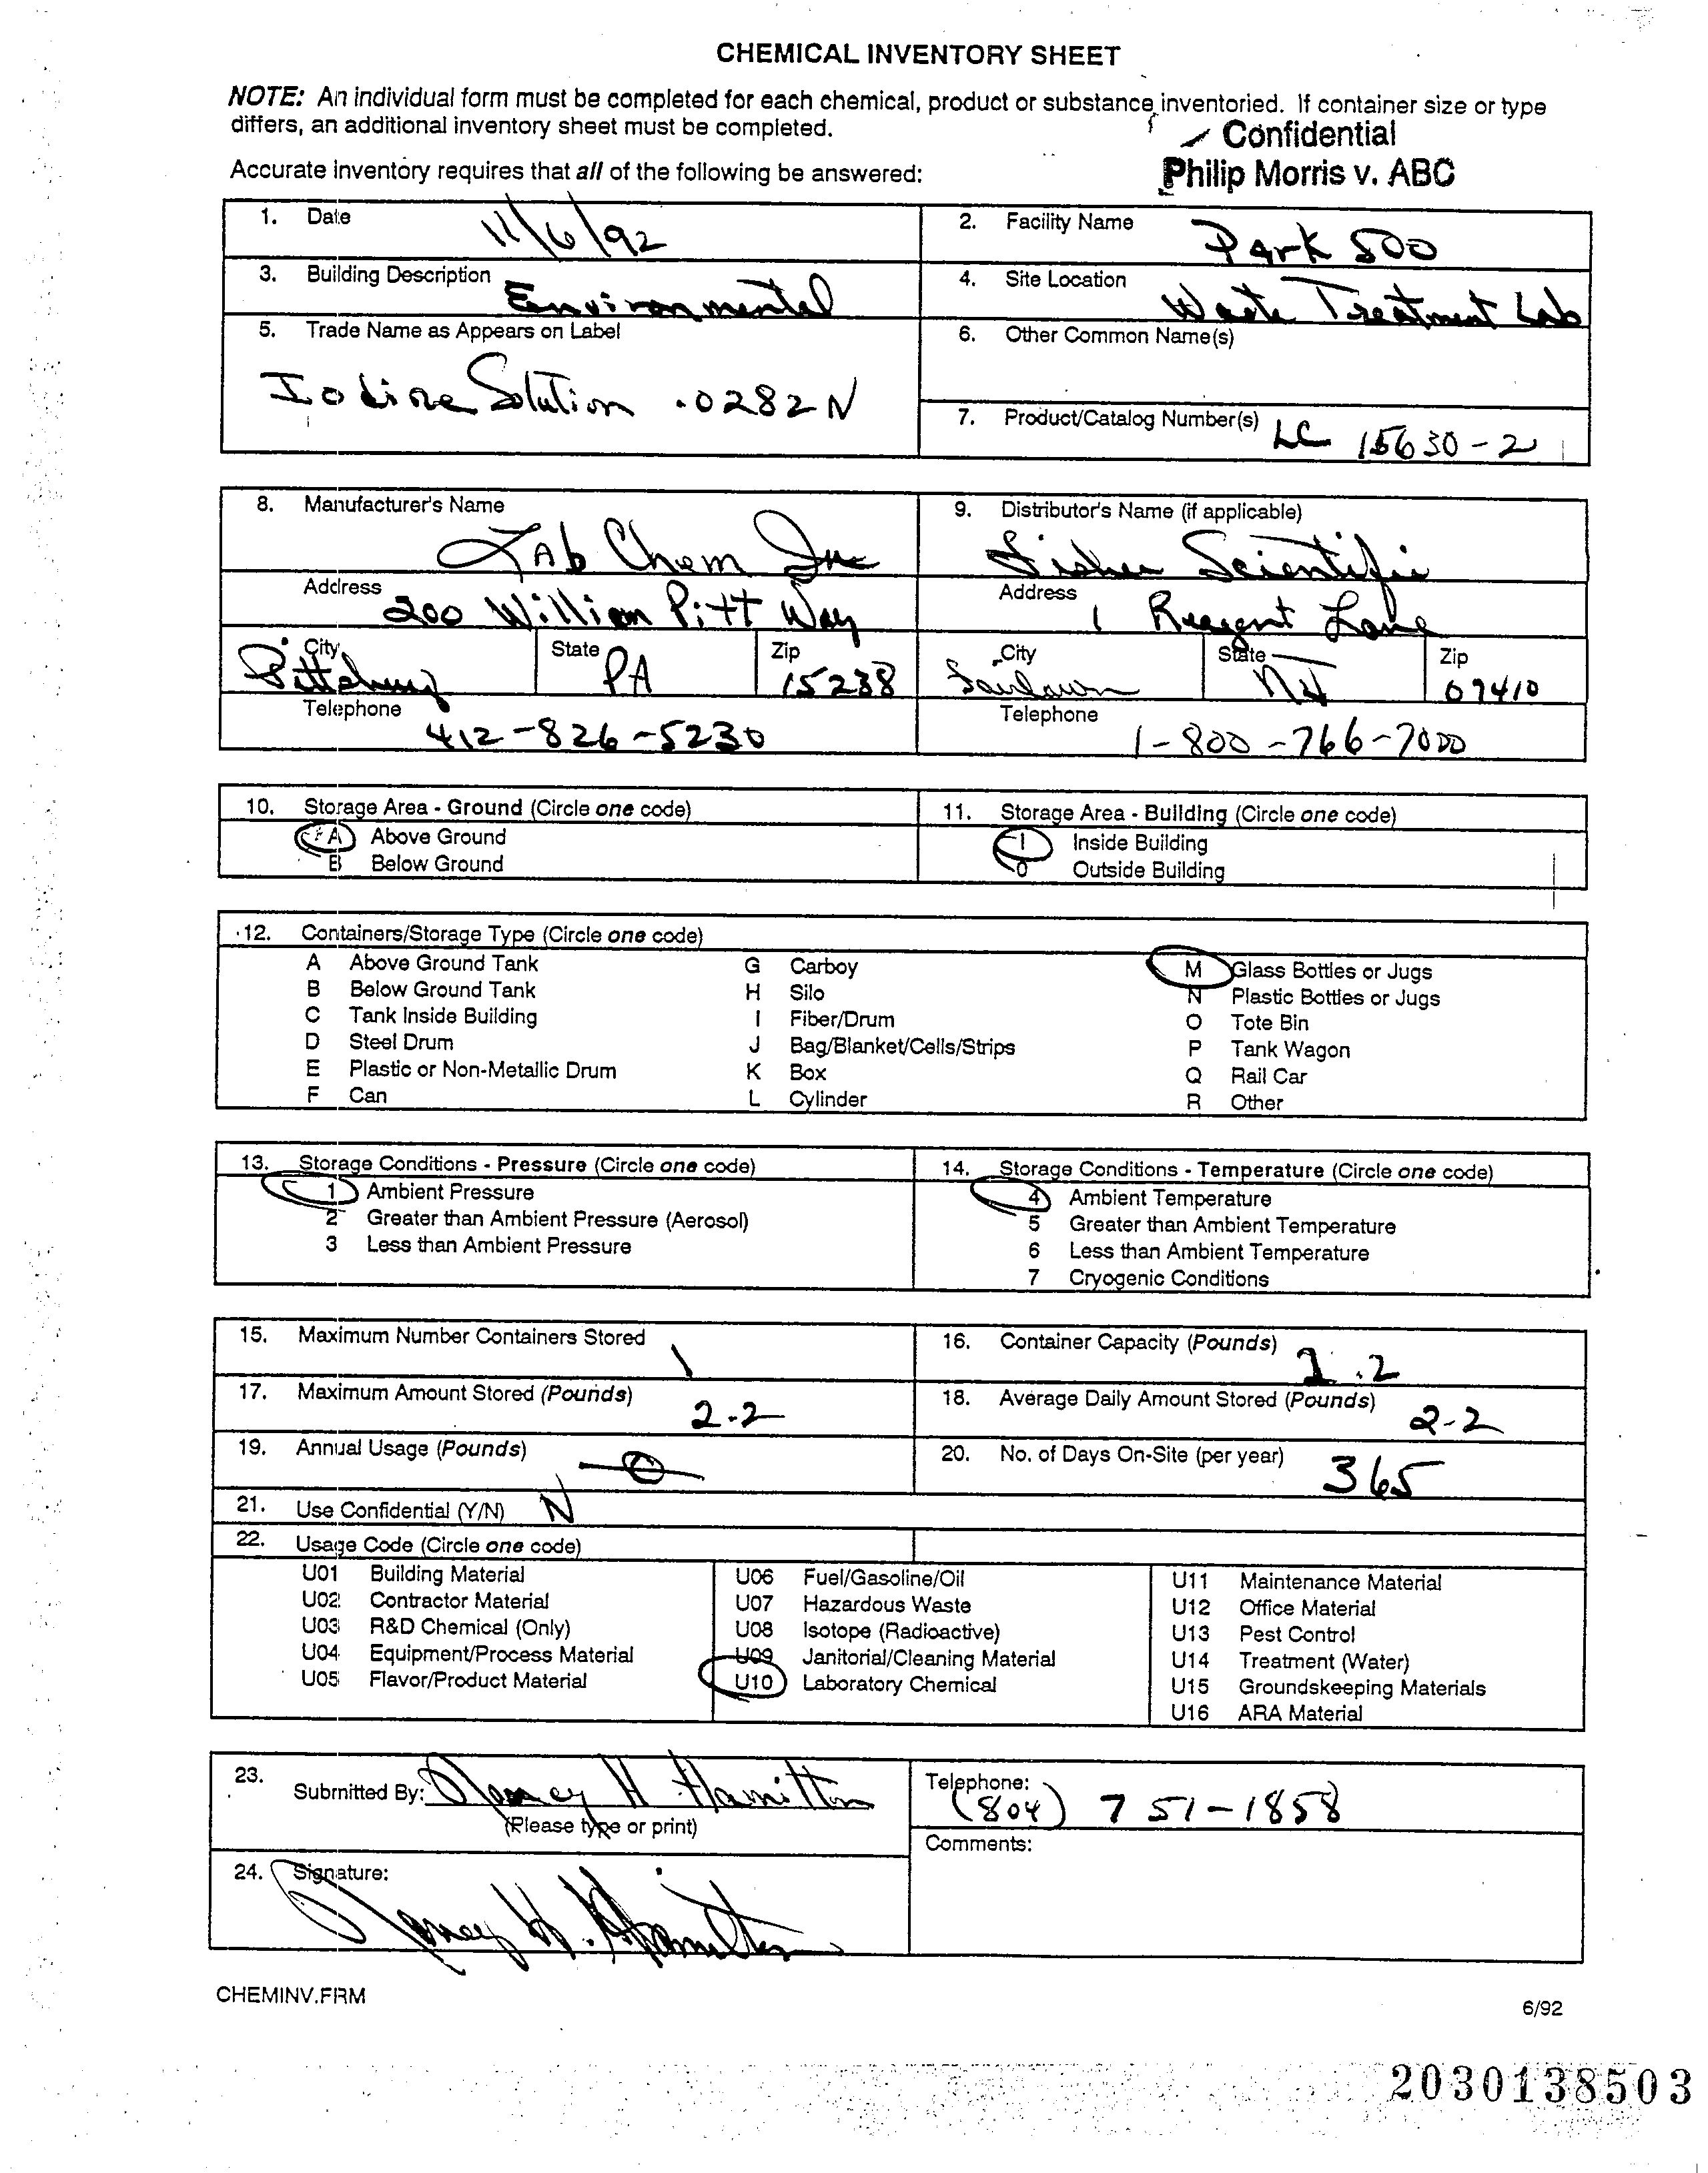 CHEMICAL INVENTORY SHEET
NOTE: An individual form must be completed for each chemical, product or substance inventoried. If container size or type
differs, an additional inventory sheet must be completed.
Confidential
Accurate inventory requires that all of the following be answered:
Philip Morris v. ABC
1. Date 11/6/92
2. Facility Name Park 500
3. Building Description Environmental
4. Site Location Waste Treatment Lab
5. Trade Name as Appears on Label
6. Other Common Name(s)
Iodine Solution .0282 N
7. Product/Catalog Number(s) LC 15630-2
8. Manufacturer's Name
Lab Chem Inc
9. Distributor's Name (if applicable)
Fisher Scientific
Address 200 William Pitt Way
Address 1 Reagent Lane
City Pittsburg State PA Zip 15238
City Fairlawn State NJ Zip 07410
Telephone 412-826-5230
Telephone 1-800-766-7000
10. Storage Area - Ground (Circle one code)
A Above Ground
B Below Ground
11. Storage Area - Building (Circle one code)
I Inside Building
O Outside Building
12. Containers/Storage Type (Circle one code)
A Above Ground Tank
B Below Ground Tank
C Tank Inside Building
D Steel Drum
E Plastic or Non-Metallic Drum
F Can
G Carboy
H Silo
I Fiber/Drum
J Bag/Blanket/Cells/Strips
K Box
L Cylinder
M Glass Bottles or Jugs
N Plastic Bottles or Jugs
O Tote Bin
P Tank Wagon
Q Rail Car
R Other
13. Storage Conditions - Pressure (Circle one code)
1 Ambient Pressure
2 Greater than Ambient Pressure (Aerosol)
3 Less than Ambient Pressure
14. Storage Conditions - Temperature (Circle one code)
4 Ambient Temperature
5 Greater than Ambient Temperature
6 Less than Ambient Temperature
7 Cryogenic Conditions
15. Maximum Number Containers Stored 1
16. Container Capacity (Pounds) 2.2
17. Maximum Amount Stored (Pounds) 2.2
18. Average Daily Amount Stored (Pounds) 2-2
19. Annual Usage (Pounds) 0
20. No. of Days On-Site (per year) 365
21. Use Confidential (Y/N) N
22. Usage Code (Circle one code)
U01 Building Material
U02 Contractor Material
U03 R&D Chemical (Only)
U04 Equipment/Process Material
U05 Flavor/Product Material
U06 Fuel/Gasoline/Oil
U07 Hazardous Waste
U08 Isotope (Radioactive)
U09 Janitorial/Cleaning Material
U10 Laboratory Chemical
U11 Maintenance Material
U12 Office Material
U13 Pest Control
U14 Treatment (Water)
U15 Groundskeeping Materials
U16 ARA Material
23. Submitted By: Nancy H Hamilton
(Please type or print)
Telephone:
(804) 751-1858
Comments:
24. Signature:
Nancy H. Hamilton
CHEMINV.FRM
6/92
2030138503